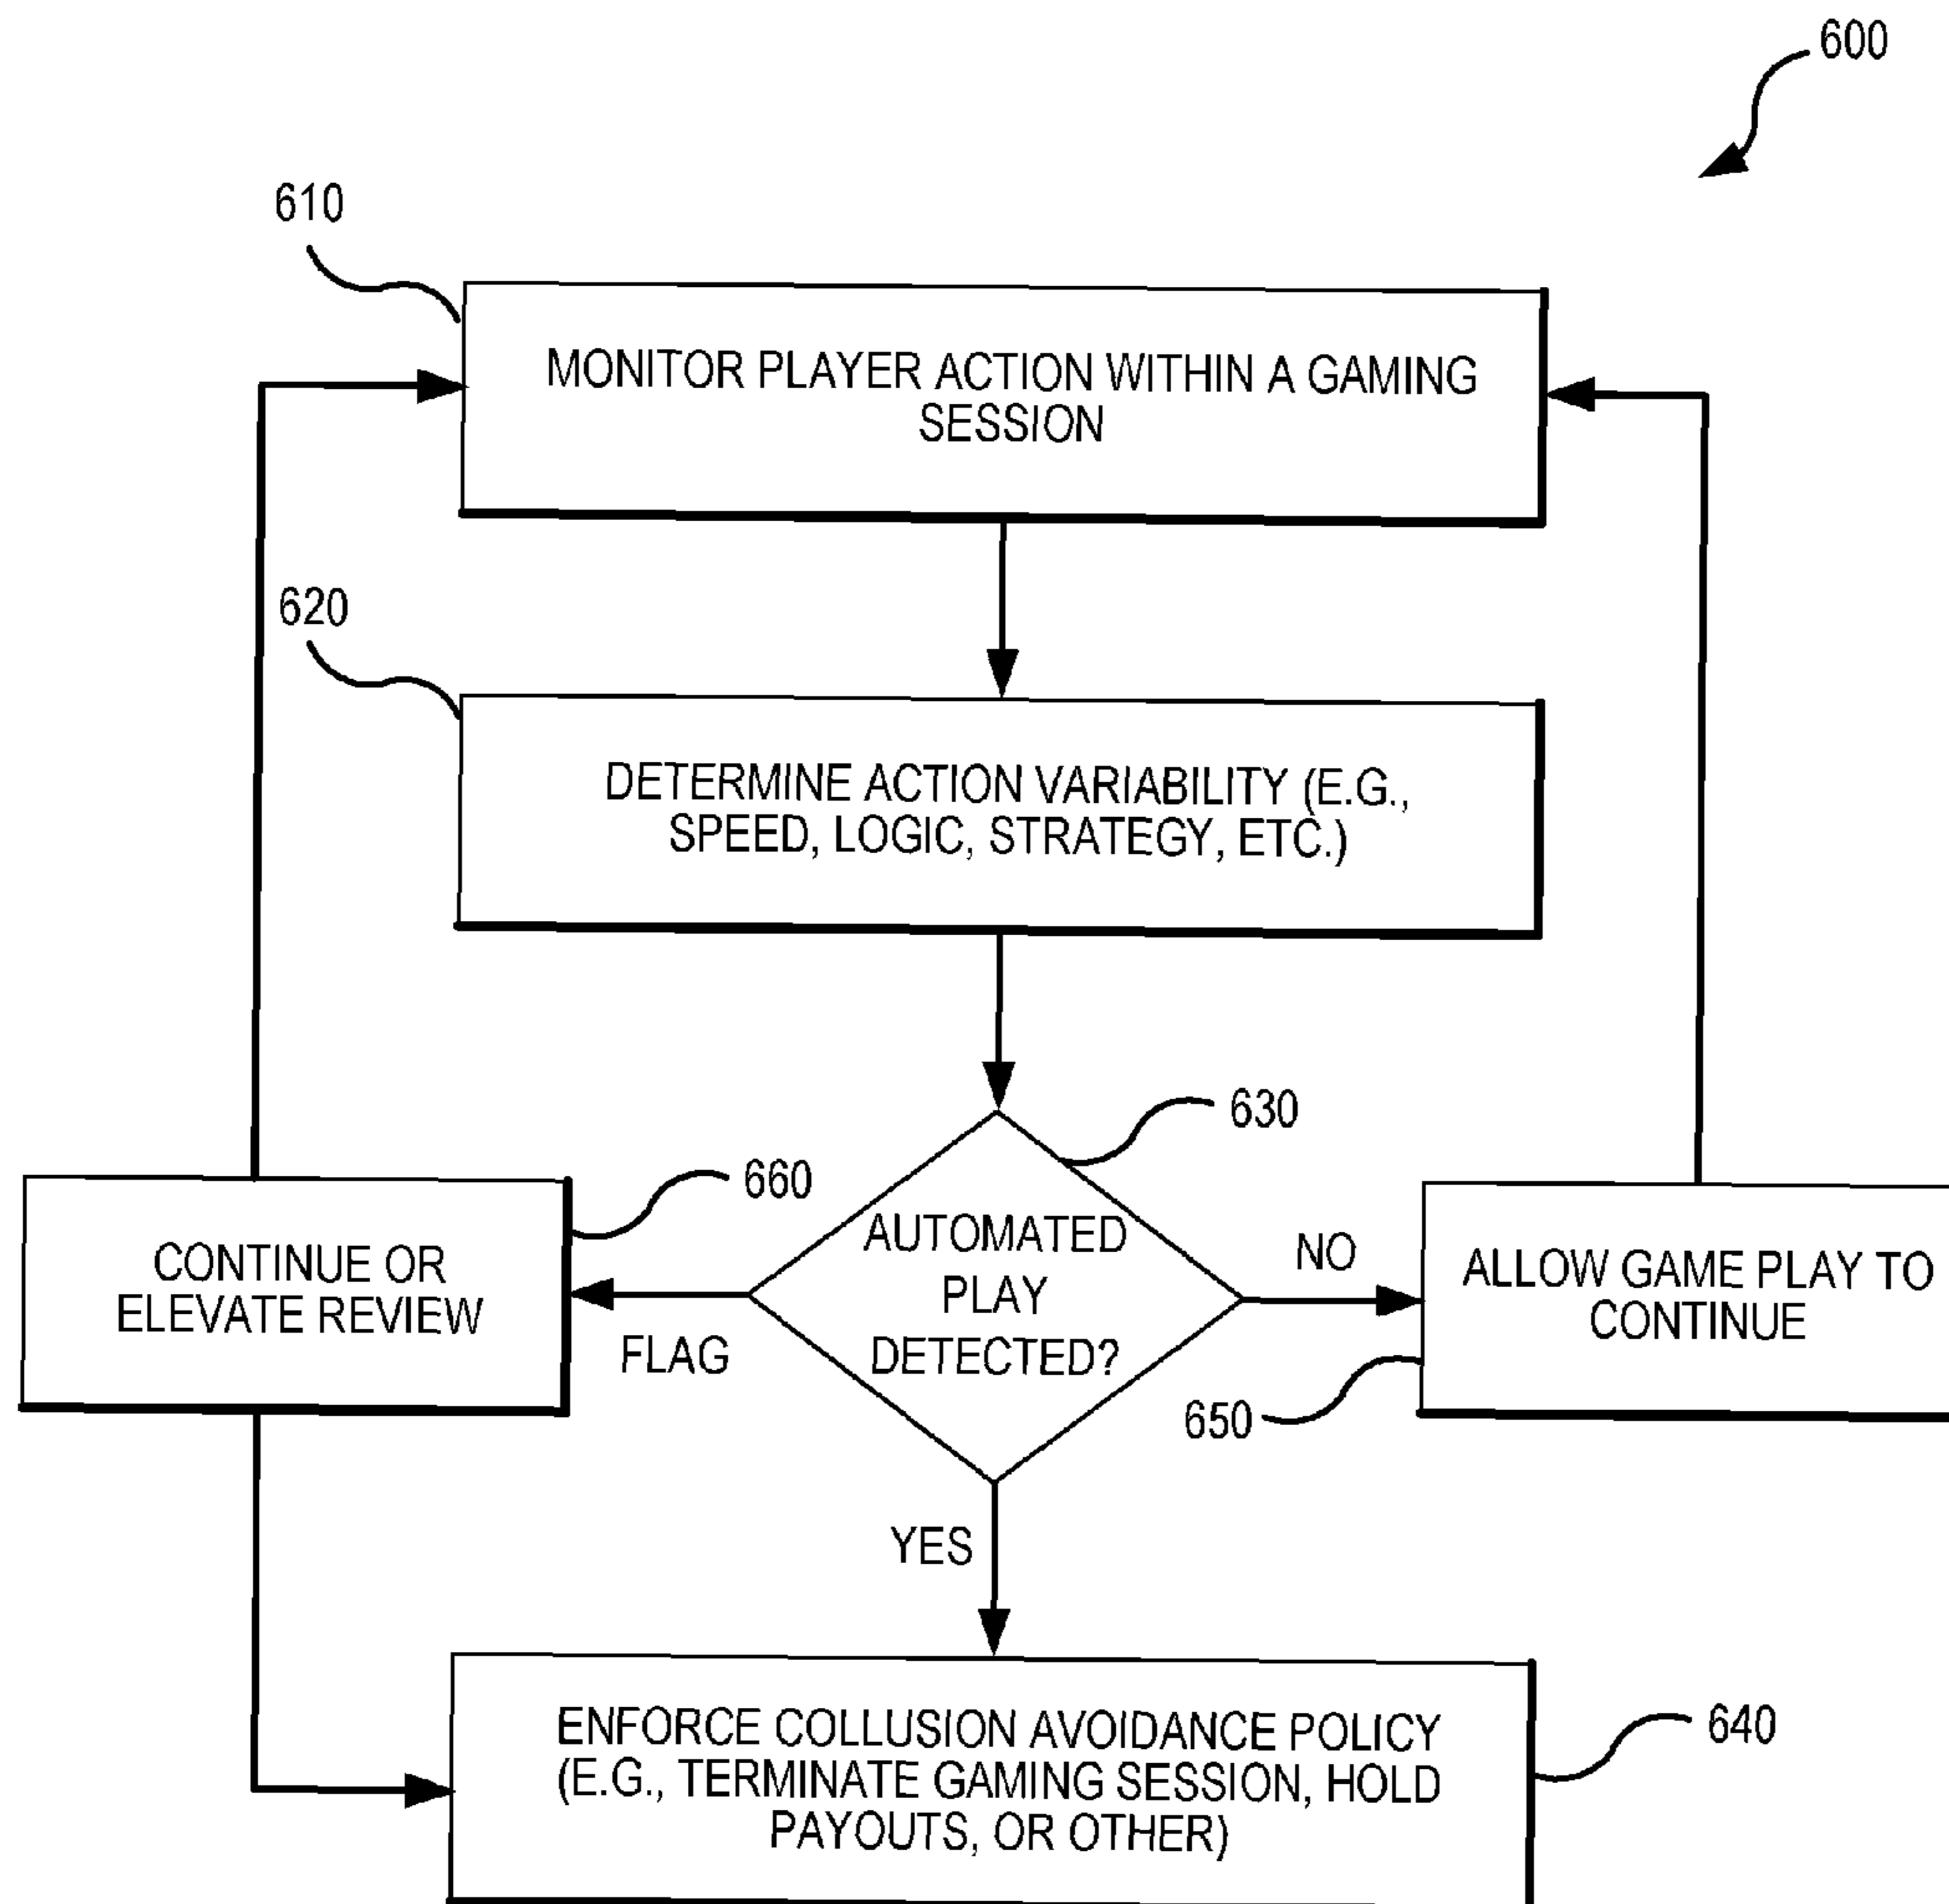 600
610
MONITOR PLAYER ACTION WITHIN A GAMING
SESSION
620
DETERMINE ACTION VARIABILITY (E.G.,
SPEED, LOGIC, STRATEGY, ETC.)
630
660
AUTOMATED
PLAY
DETECTED?
CONTINUE OR
ELEVATE REVIEW
FLAG
NO
ALLOW GAME PLAY TO
CONTINUE
650
YES
ENFORCE COLLUSION AVOIDANCE POLICY
(E.G., TERMINATE GAMING SESSION, HOLD
PAYOUTS, OR OTHER)
640